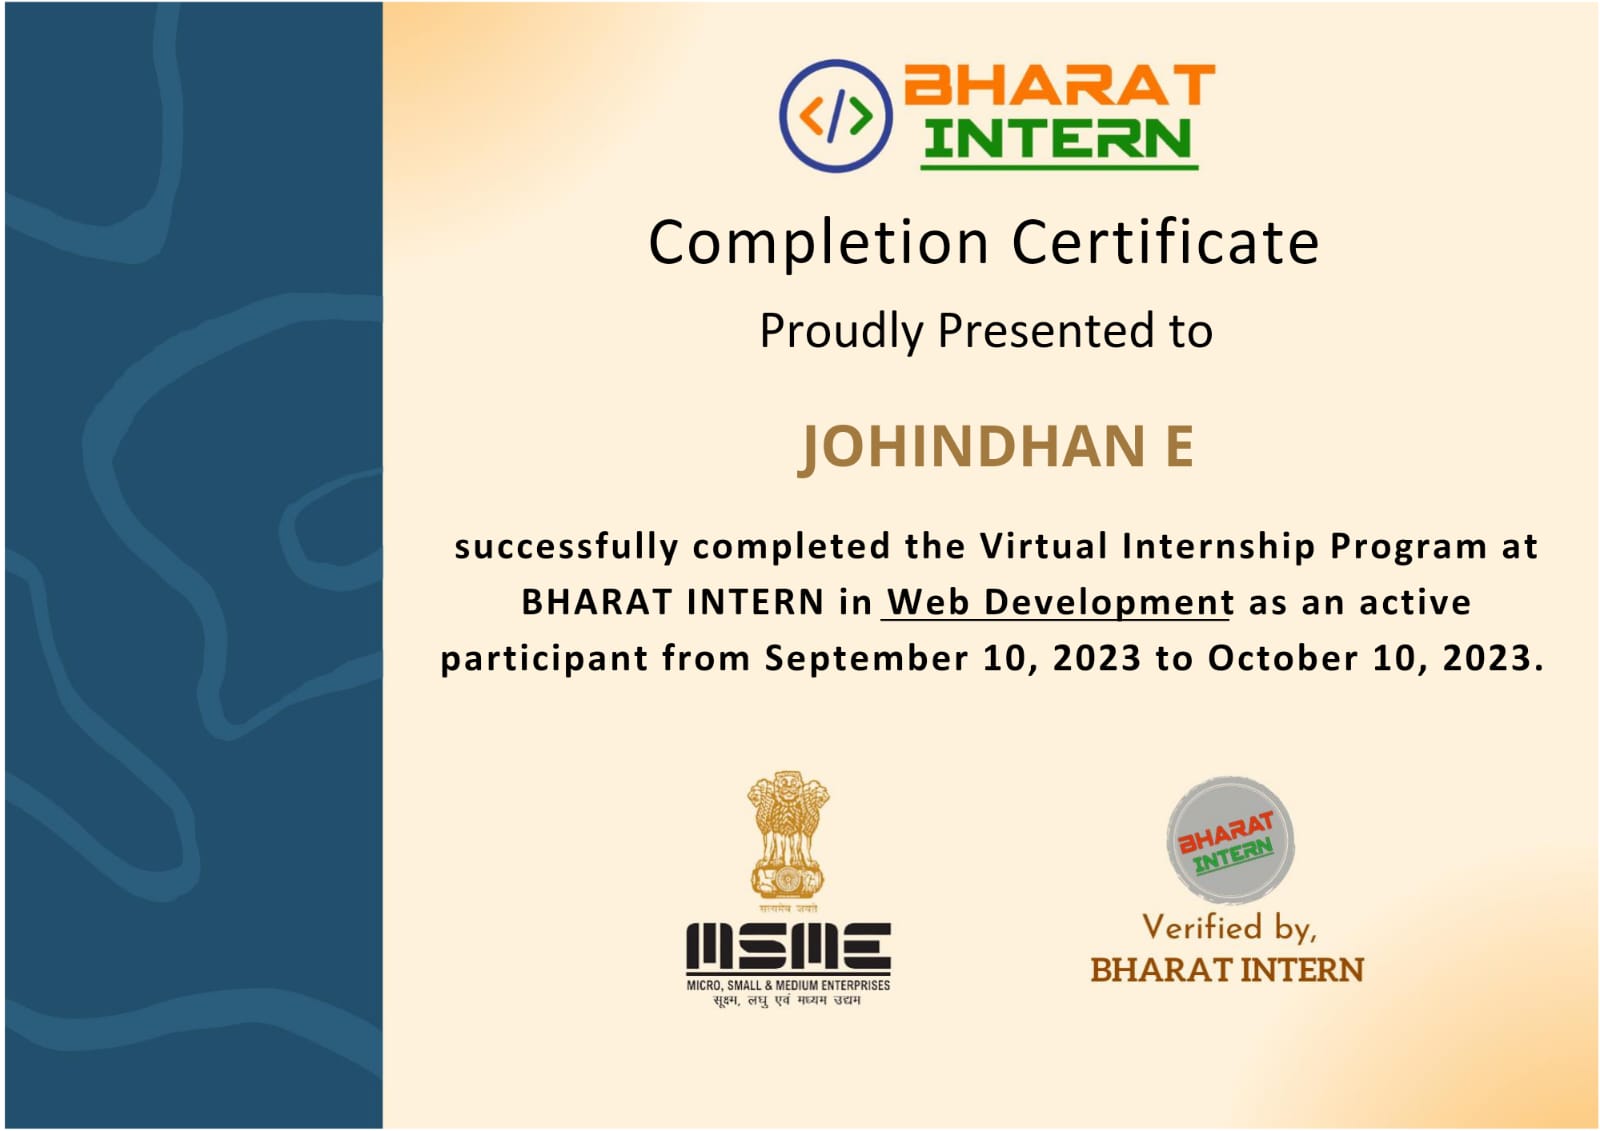 </>
BHARAT
INTERN
Completion Certificate
Proudly Presented to
JOHINDHAN E
successfully completed the Virtual Internship Program at
BHARAT INTERN in Web Development as an active
participant from September 10, 2023 to October 10, 2023.
सत्यमेव जयते
MSME
MICRO, SMALL & MEDIUM ENTERPRISES
सूक्ष्म, लघु एवं मध्यम उद्यम
BHARAT
INTERN
Verified by,
BHARAT INTERN